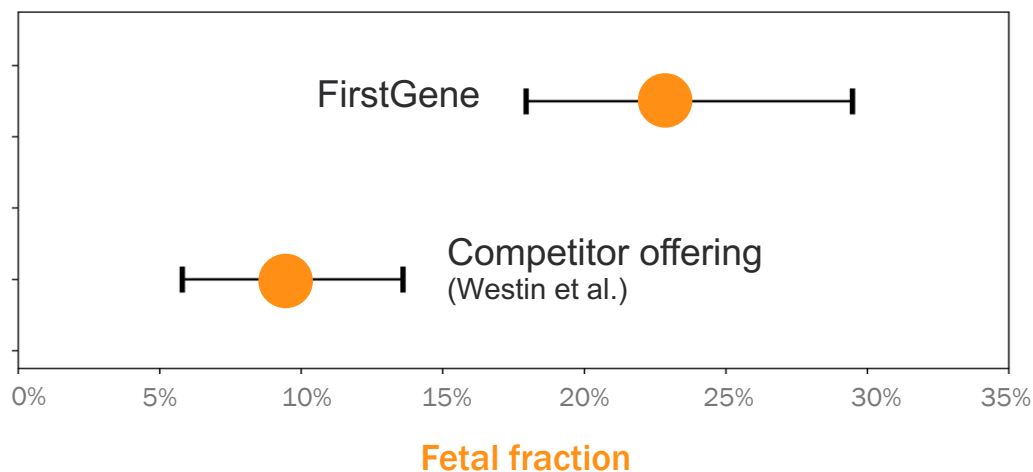 FirstGene
Competitor offering
(Westin et al.)
0% 5% 10% 15% 20% 25% 30% 35%
Fetal fraction